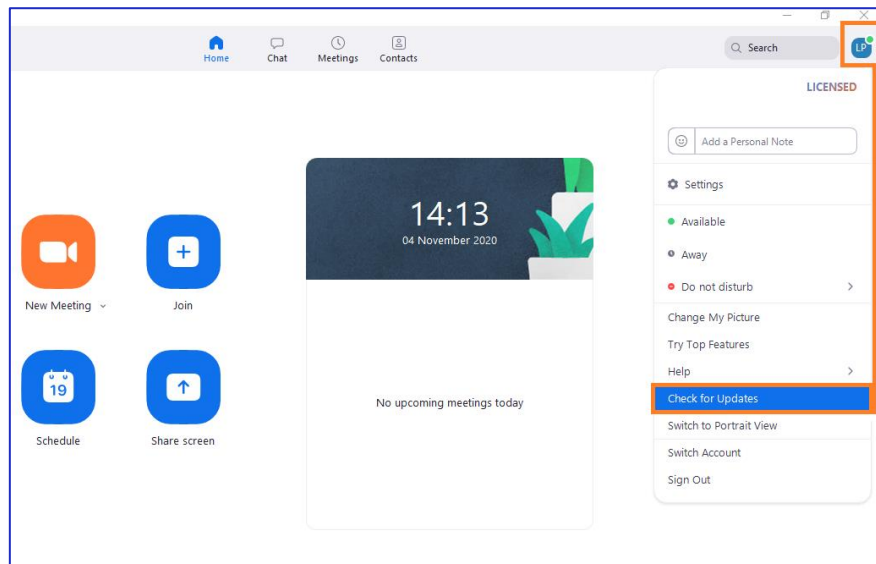 Home
Chat
Meetings
Contacts
Search
LP
LICENSED
Add a Personal Note
Settings
Available
Away
Do not disturb
Change My Picture
Try Top Features
Help
Check for Updates
Switch to Portrait View
Switch Account
Sign Out
14:13
04 November 2020
No upcoming meetings today
New Meeting
Join
19
Schedule
Share screen